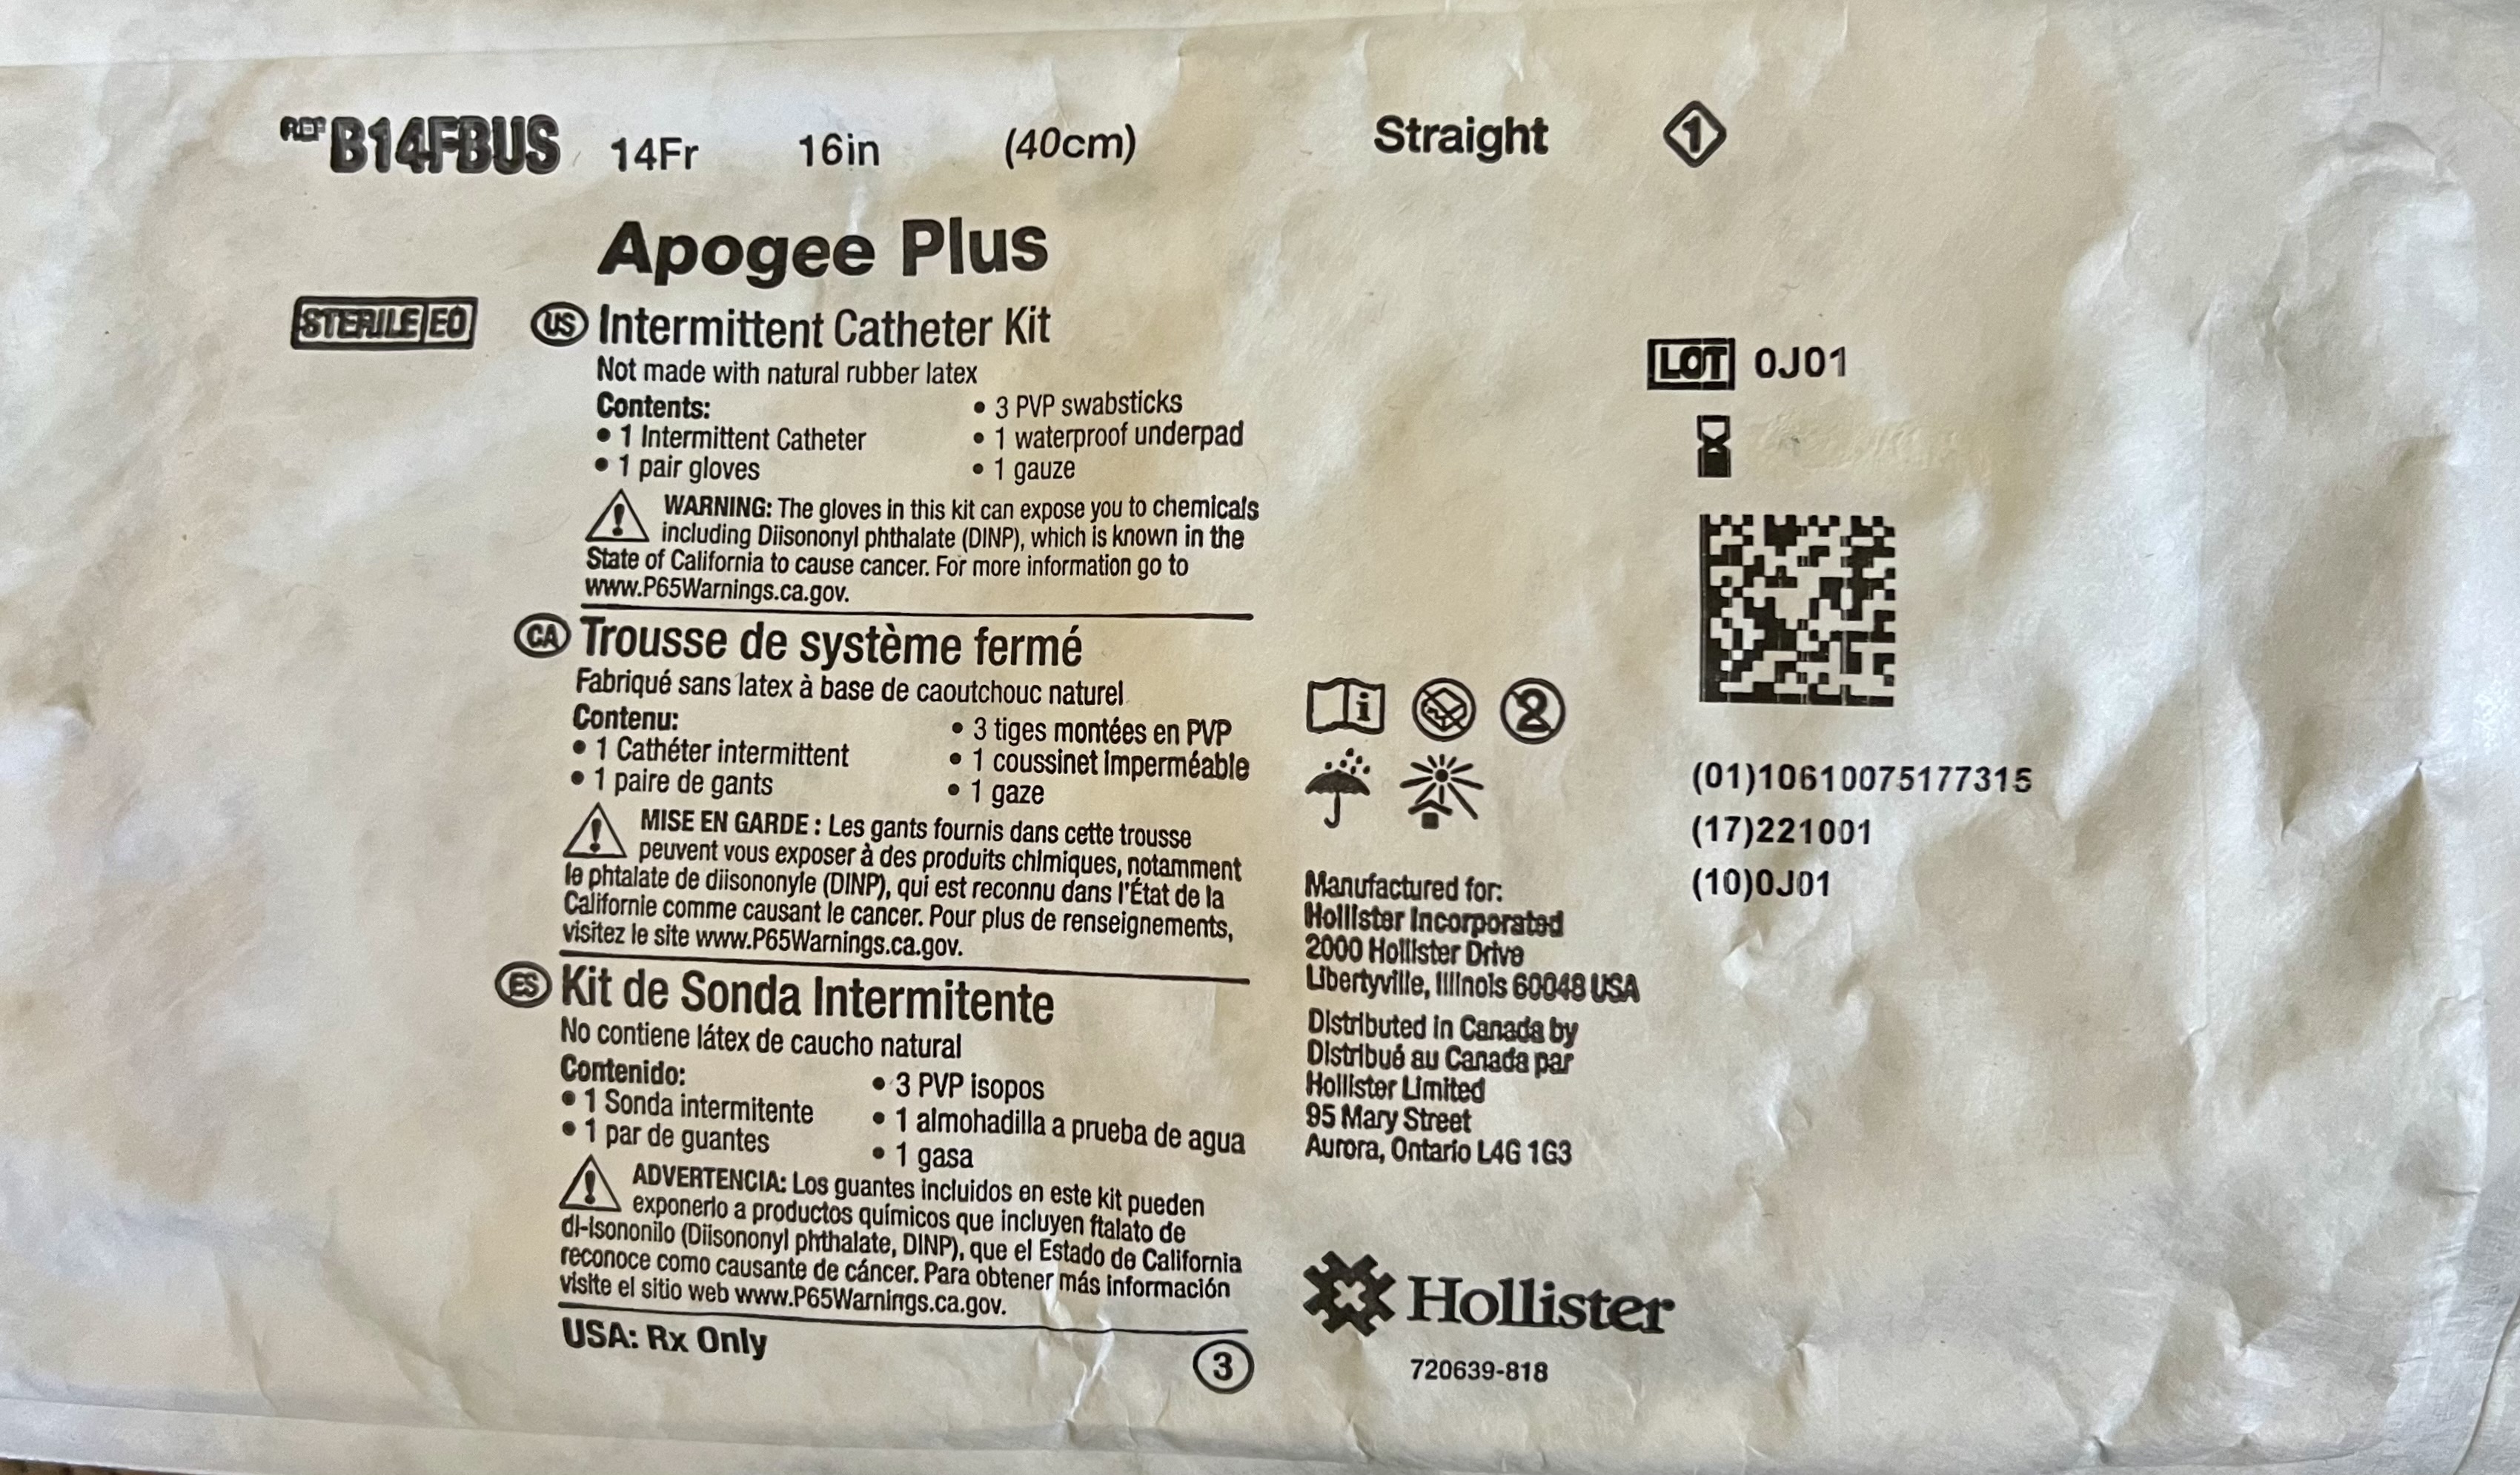 REF B14FBUS 14Fr 16in (40cm) Straight 1
Apogee Plus
STERILE EO
US Intermittent Catheter Kit
Not made with natural rubber latex
Contents:
• 1 Intermittent Catheter
• 1 pair gloves
• 3 PVP swabsticks
• 1 waterproof underpad
• 1 gauze
WARNING: The gloves in this kit can expose you to chemicals
including Diisononyl phthalate (DINP), which is known in the
State of California to cause cancer. For more information go to
www.P65Warnings.ca.gov.
CA Trousse de système fermé
Fabriqué sans latex à base de caoutchouc naturel
Contenu:
• 1 Cathéter intermittent
• 1 paire de gants
• 3 tiges montées en PVP
• 1 coussinet imperméable
• 1 gaze
MISE EN GARDE : Les gants fournis dans cette trousse
peuvent vous exposer à des produits chimiques, notamment
le phtalate de diisononyle (DINP), qui est reconnu dans l'État de la
Californie comme causant le cancer. Pour plus de renseignements,
visitez le site www.P65Warnings.ca.gov.
ES Kit de Sonda Intermitente
No contiene látex de caucho natural
Contenido:
• 1 Sonda intermitente
• 1 par de guantes
• 3 PVP isopos
• 1 almohadilla a prueba de agua
• 1 gasa
ADVERTENCIA: Los guantes incluidos en este kit pueden
exponerlo a productos químicos que incluyen ftalato de
di-Isononilo (Diisononyl phthalate, DINP), que el Estado de California
reconoce como causante de cáncer. Para obtener más información
visite el sitio web www.P65Warnings.ca.gov.
USA: Rx Only
3
2
Manufactured for:
Hollister Incorporated
2000 Hollister Drive
Libertyville, Illinois 60048 USA
Distributed in Canada by
Distribué au Canada par
Hollister Limited
95 Mary Street
Aurora, Ontario L4G 1G3
Hollister
720639-818
LOT 0J01
(01)10610075177315
(17)221001
(10)0J01